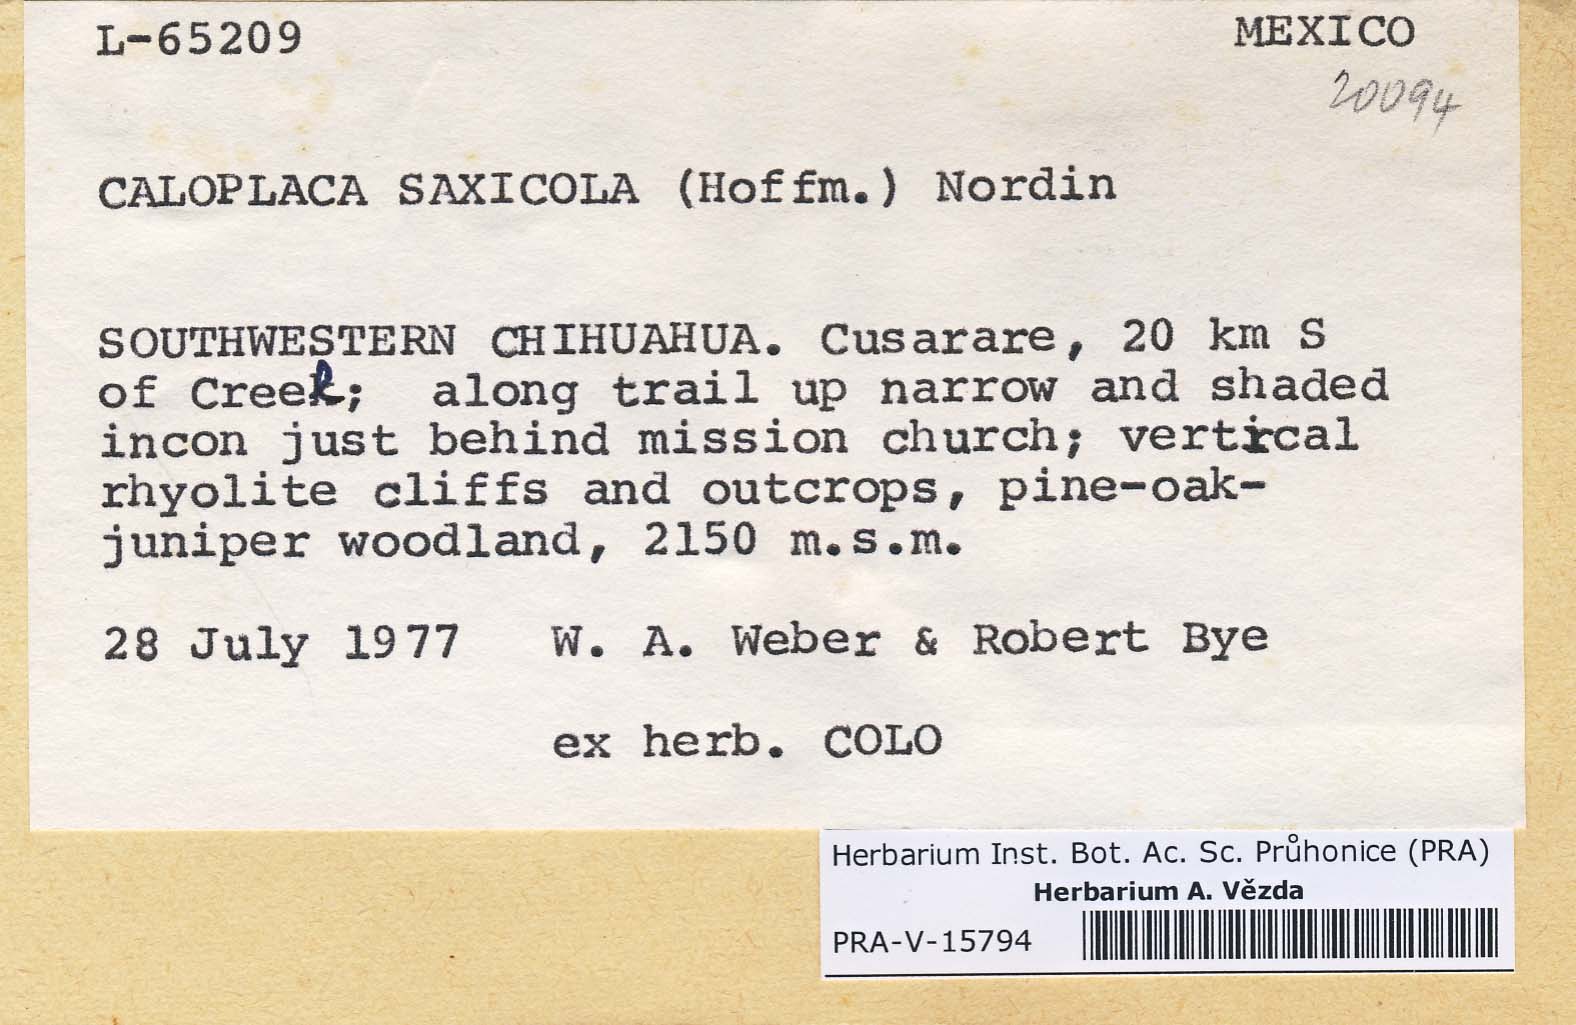 L-65209
MEXICO
20094
CALOPLACA SAXICOLA (Hoffm.) Nordin
SOUTHWESTERN CHIHUAHUA. Cusarare, 20 km S
of Creel; along trail up narrow and shaded
incon just behind mission church; vertical
rhyolite cliffs and outcrops, pine-oak-
juniper woodland, 2150 m.s.m.
28 July 1977 W. A. Weber & Robert Bye
ex herb. COLO
Herbarium Inst. Bot. Ac. Sc. Průhonice (PRA)
Herbarium A. Vězda
PRA-V-15794